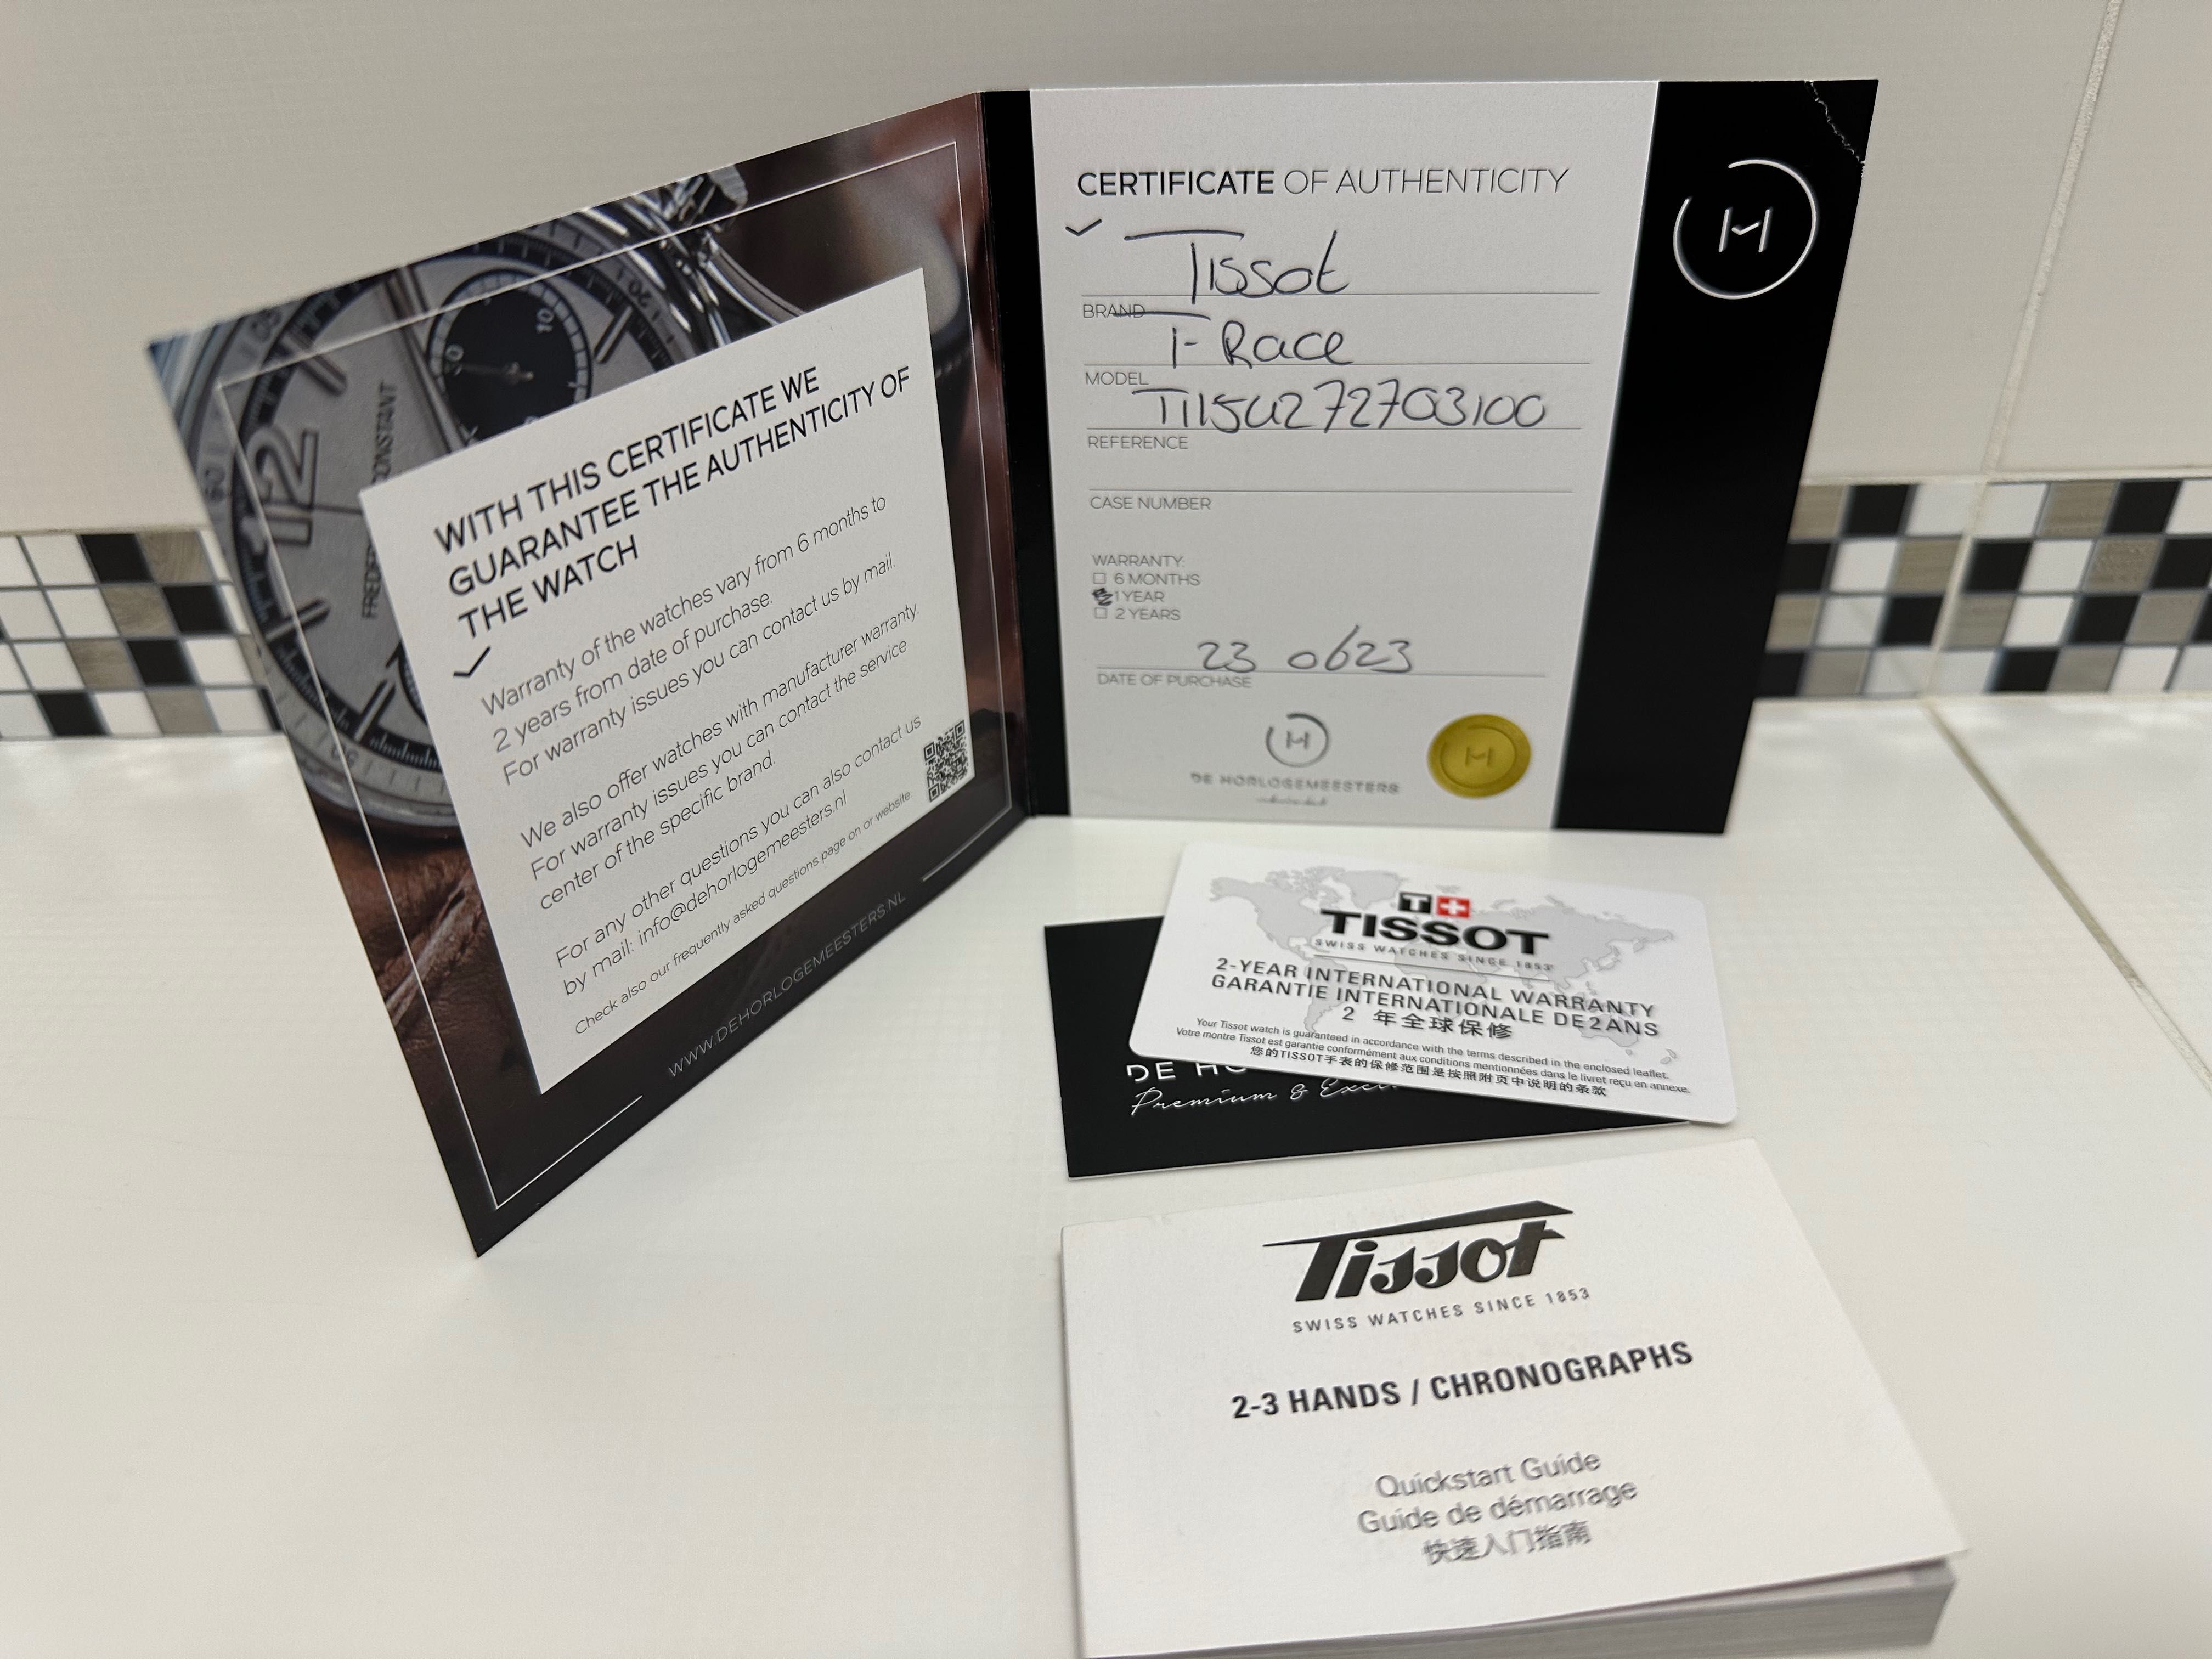 WITH THIS CERTIFICATE WE
GUARANTEE THE AUTHENTICITY OF
THE WATCH
Warranty of the watches vary from 6 months to
2 years from date of purchase.
For warranty issues you can contact us by mail.
We also offer watches with manufacturer warranty.
For warranty issues you can contact the service
center of the specific brand.
For any other questions you can also contact us
by mail: info@dehorlogemeesters.nl
Check also our frequently asked questions page on or website
WWW.DEHORLOGEMEESTERS.NL
12
10
60
CONSTANT
CERTIFICATE OF AUTHENTICITY
Tissot
BRAND
T-Race
MODEL
T1154272703100
REFERENCE
CASE NUMBER
WARRANTY:
6 MONTHS
1 YEAR
2 YEARS
23 0623
DATE OF PURCHASE
H
DE HORLOGEMEESTERS
H
H
T+
TISSOT
SWISS WATCHES SINCE 1853
2-YEAR INTERNATIONAL WARRANTY
GARANTIE INTERNATIONALE DE 2 ANS
2 年全球保修
Your Tissot watch is guaranteed in accordance with the terms described in the enclosed leaflet.
Votre montre Tissot est garantie conformément aux conditions mentionnées dans le livret reçu en annexe.
您的TISSOT手表的保修范围是按照附页中说明的条款
DE HO
Premium & Exc
Tissot
SWISS WATCHES SINCE 1853
2-3 HANDS / CHRONOGRAPHS
Quickstart Guide
Guide de démarrage
快速入门指南